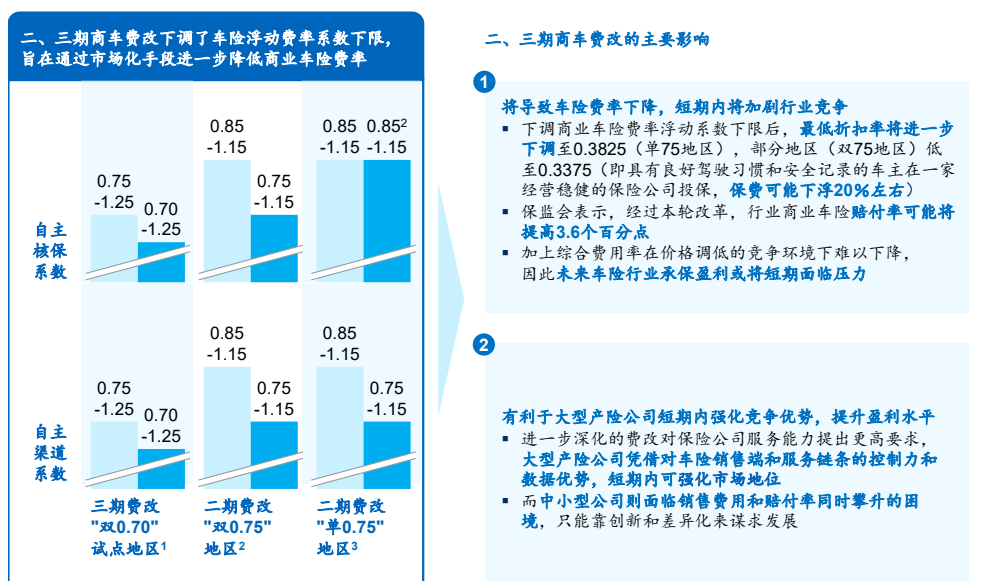 二、三期商车费改下调了车险浮动费率系数下限，
旨在通过市场化手段进一步降低商业车险费率
自主
核保
系数
0.75
-1.25
0.70
-1.25
0.85
-1.15
0.75
-1.15
0.85
-1.15
0.85²
-1.15
自主
渠道
系数
0.75
-1.25
0.70
-1.25
0.85
-1.15
0.75
-1.15
0.85
-1.15
0.75
-1.15
三期费改
"双0.70"
试点地区¹
二期费改
"双0.75"
地区²
二期费改
"单0.75"
地区³
二、三期商车费改的主要影响
1
将导致车险费率下降，短期内将加剧行业竞争
▪ 下调商业车险费率浮动系数下限后，最低折扣率将进一步
下调至0.3825（单75地区），部分地区（双75地区）低
至0.3375（即具有良好驾驶习惯和安全记录的车主在一家
经营稳健的保险公司投保，保费可能下浮20%左右）
▪ 保监会表示，经过本轮改革，行业商业车险赔付率可能将
提高3.6个百分点
▪ 加上综合费用率在价格调低的竞争环境下难以下降，
因此未来车险行业承保盈利或将短期面临压力
2
有利于大型产险公司短期内强化竞争优势，提升盈利水平
▪ 进一步深化的费改对保险公司服务能力提出更高要求，
大型产险公司凭借对车险销售端和服务链条的控制力和
数据优势，短期内可强化市场地位
▪ 而中小型公司则面临销售费用和赔付率同时攀升的困
境，只能靠创新和差异化来谋求发展